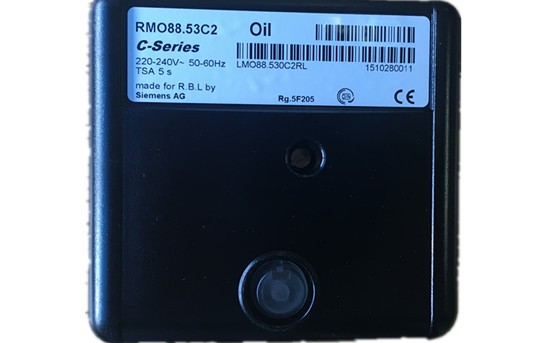 RMO88.53C2 Oil
C-Series
220-240V~ 50-60Hz LMO88.530C2RL 1510280011
TSA 5 s
made for R.B.L by
Siemens AG Rg.5F205 CE